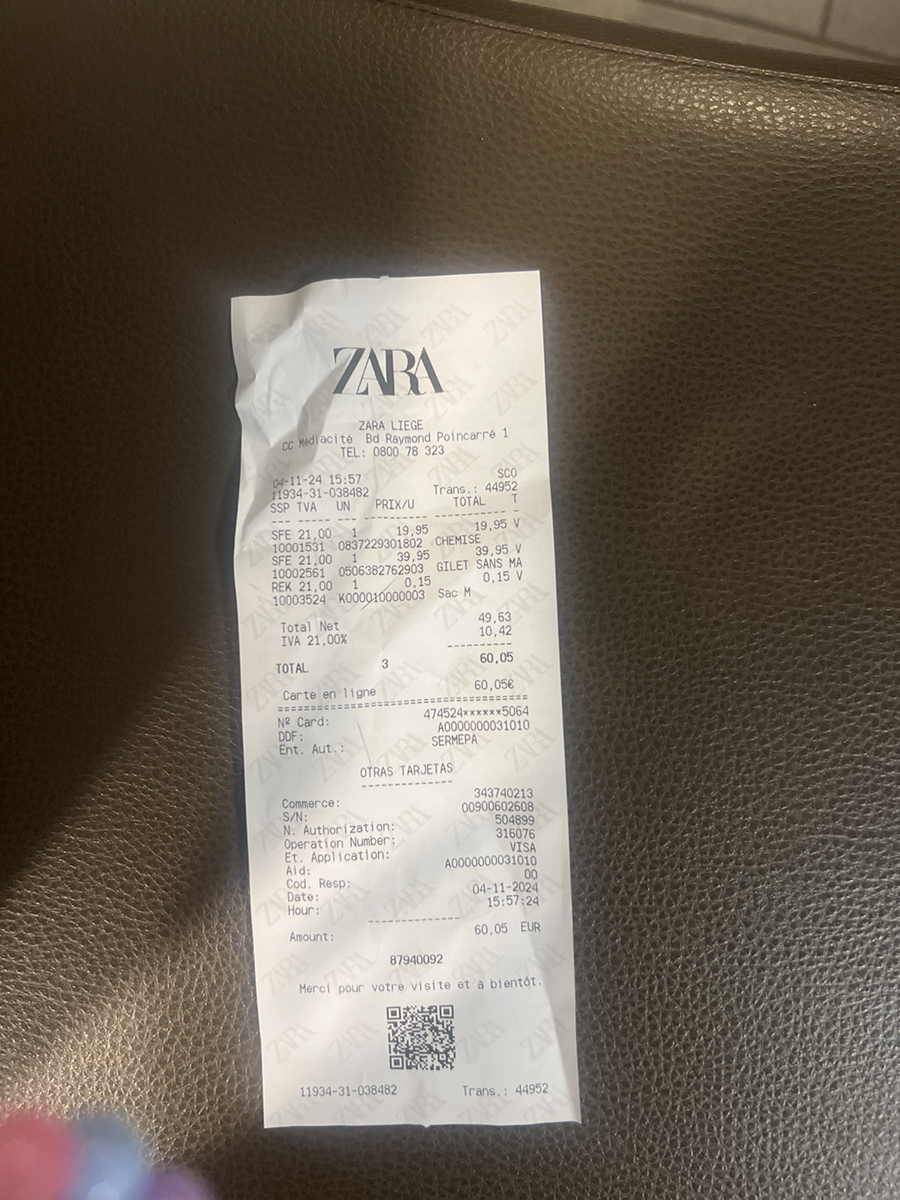 ZARA
ZARA LIEGE
CC Médiacité Bd Raymond Poincarré 1
TEL: 0800 78 323
04-11-24 15:57 SCO
11934-31-038482 Trans.: 44952
SSP TVA UN PRIX/U TOTAL T
SFE 21,00 1 19,95 19,95 V
10001531 0837229301802 CHEMISE
SFE 21,00 1 39,95 39,95 V
10002561 0506382762903 GILET SANS MA
REK 21,00 1 0,15 0,15 V
10003524 K000010000003 Sac M
Total Net 49,63
IVA 21,00% 10,42
TOTAL 3 60,05
Carte en ligne 60,05€
Nº Card: 474524******5064
DDF: A0000000031010
Ent. Aut.: SERMEPA
OTRAS TARJETAS
Commerce: 343740213
S/N: 00900602608
N. Authorization: 504899
Operation Number: 316076
Et. Application: VISA
Aid: A0000000031010
Cod. Resp: 00
Date: 04-11-2024
Hour: 15:57:24
Amount: 60,05 EUR
87940092
Merci pour votre visite et à bientôt.
11934-31-038482 Trans.: 44952